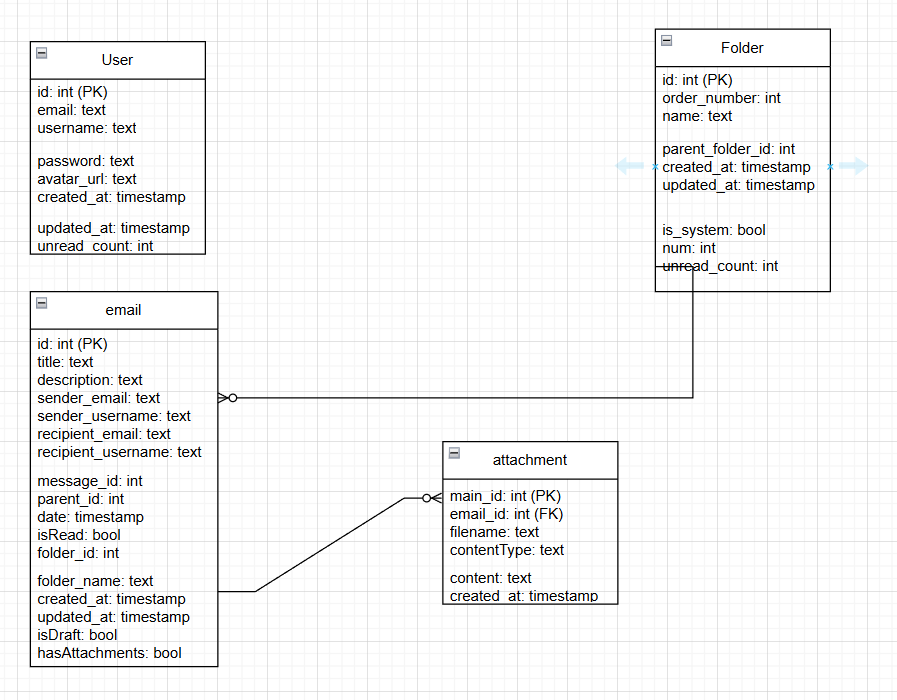 User
id: int (PK)
email: text
username: text
password: text
avatar_url: text
created_at: timestamp
updated_at: timestamp
unread_count: int
Folder
id: int (PK)
order_number: int
name: text
parent_folder_id: int
created_at: timestamp
updated_at: timestamp
is_system: bool
num: int
unread_count: int
email
id: int (PK)
title: text
description: text
sender_email: text
sender_username: text
recipient_email: text
recipient_username: text
message_id: int
parent_id: int
date: timestamp
isRead: bool
folder_id: int
folder_name: text
created_at: timestamp
updated_at: timestamp
isDraft: bool
hasAttachments: bool
attachment
main_id: int (PK)
email_id: int (FK)
filename: text
contentType: text
content: text
created_at: timestamp